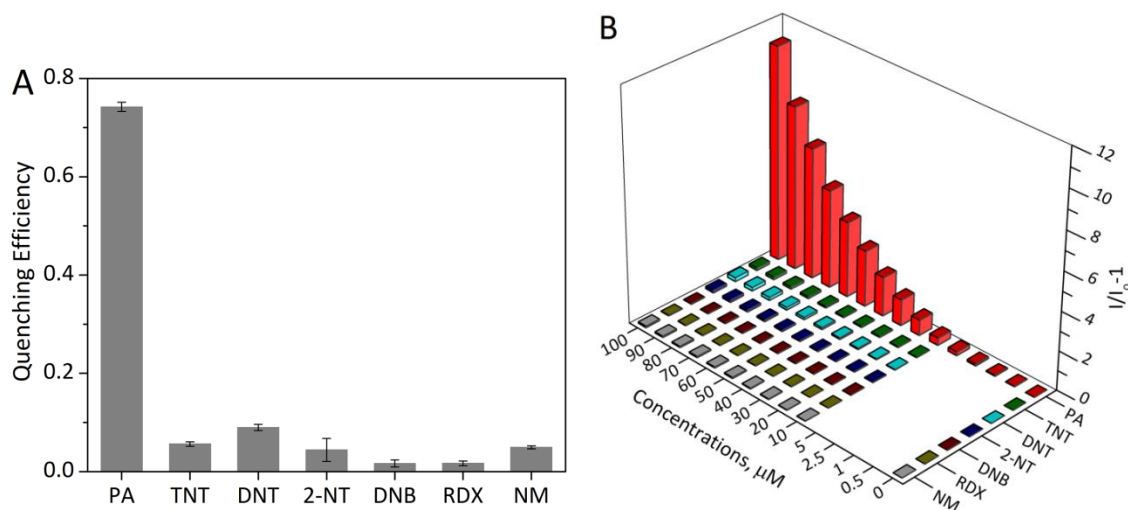 A
Quenching Efficiency
0.8
0.6
0.4
0.2
0.0
PA TNT DNT 2-NT DNB RDX NM
B
I/I₀-1
12
10
8
6
4
2
0
Concentrations, µM
100
90
80
70
60
50
40
30
20
10
5
2.5
1
0.5
0
PA
TNT
DNT
2-NT
DNB
RDX
NM